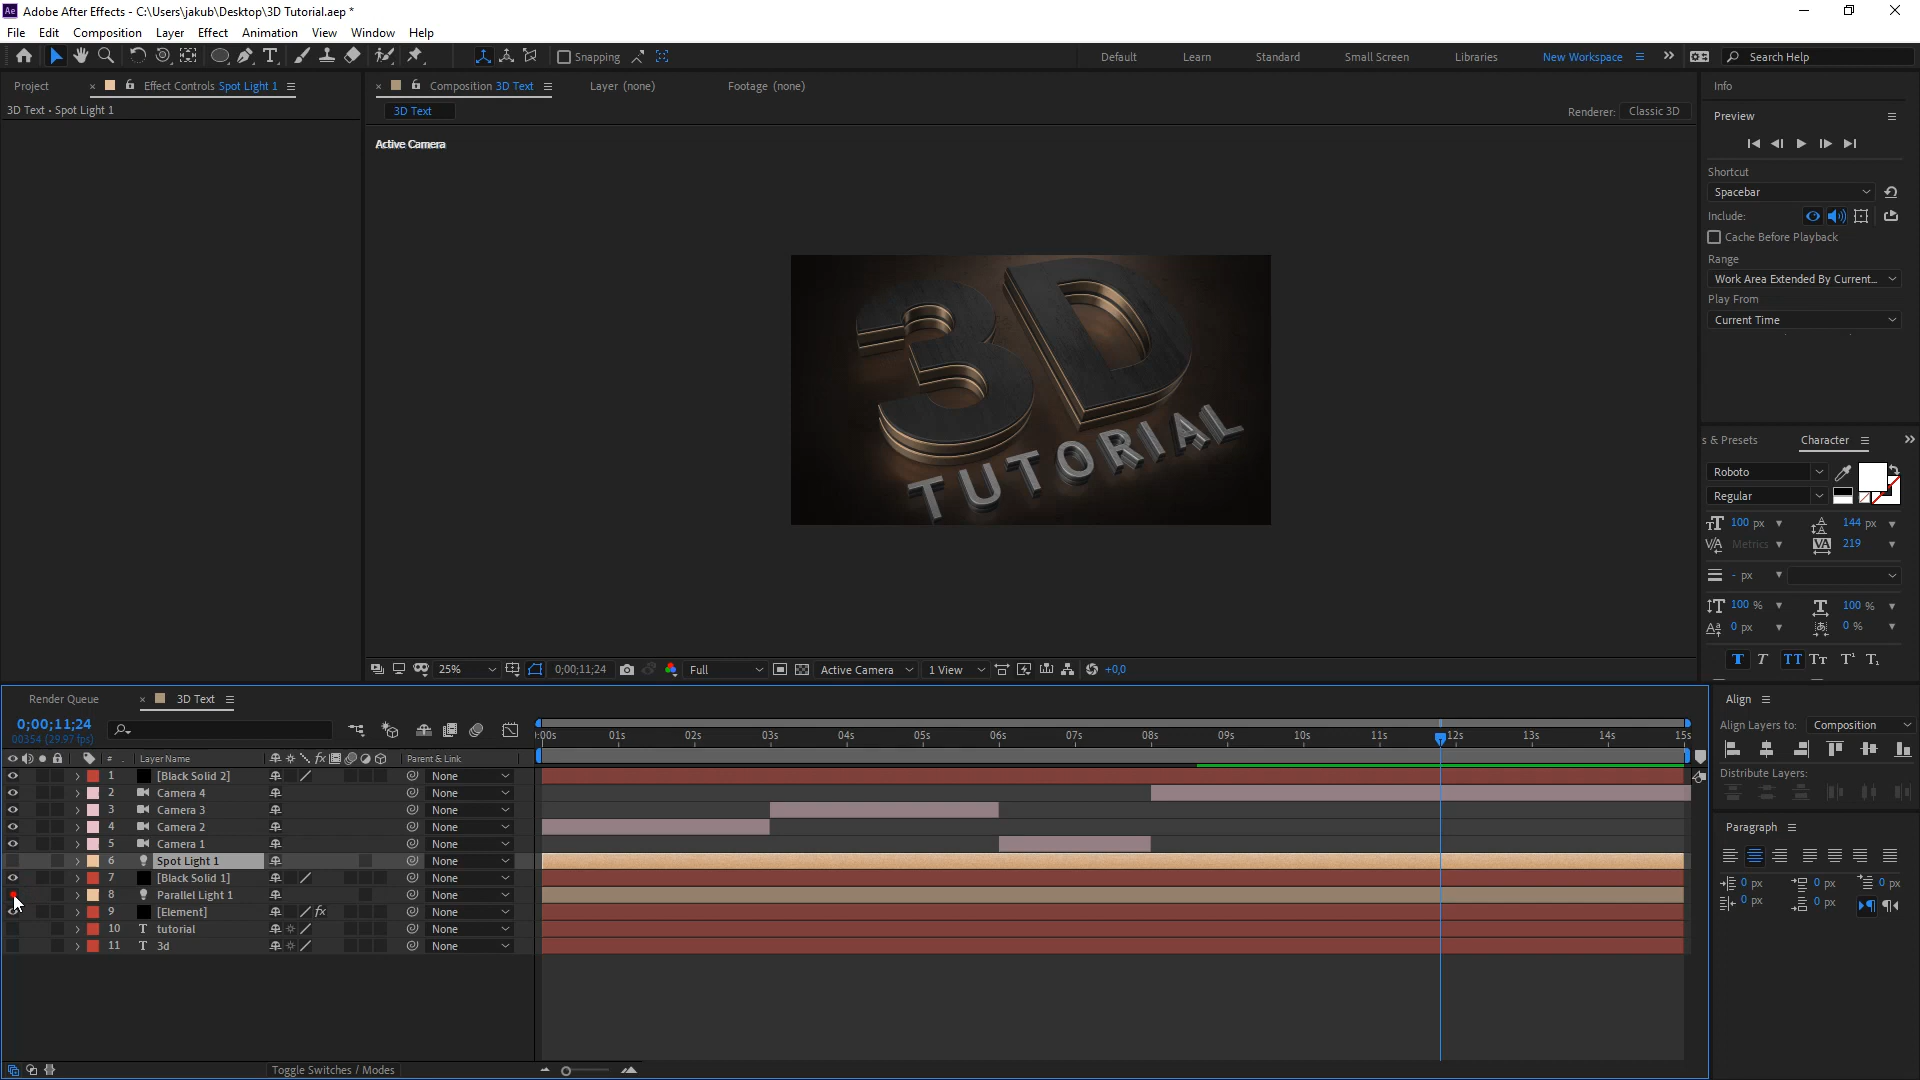 Adobe After Effects - C:\Users\jakub\Desktop\3D Tutorial.aep *
File Edit Composition Layer Effect Animation View Window Help
Snapping
Default Learn Standard Small Screen Libraries New Workspace Search Help
Project Effect Controls Spot Light 1
3D Text • Spot Light 1
Composition 3D Text Layer (none) Footage (none)
3D Text
Renderer: Classic 3D
Active Camera
3D
TUTORIAL
25% 0;00;11;24 Full Active Camera 1 View +0,0
Info
Preview
Shortcut
Spacebar
Include:
Cache Before Playback
Range
Work Area Extended By Current...
Play From
Current Time
s & Presets Character
Roboto
Regular
100 px 144 px
Metrics 219
- px
100 % 100 %
0 px 0 %
T T TT Tт T¹ T₁
Render Queue 3D Text
0;00;11;24
00354 (29.97 fps)
:00s 01s 02s 03s 04s 05s 06s 07s 08s 09s 10s 11s 12s 13s 14s 15s
# Layer Name fx Parent & Link
1 [Black Solid 2] None
2 Camera 4 None
3 Camera 3 None
4 Camera 2 None
5 Camera 1 None
6 Spot Light 1 None
7 [Black Solid 1] None
8 Parallel Light 1 None
9 [Element] fx None
10 T tutorial None
11 T 3d None
Toggle Switches / Modes
Align
Align Layers to: Composition
Distribute Layers:
Paragraph
0 px 0 px 0 px
0 px 0 px